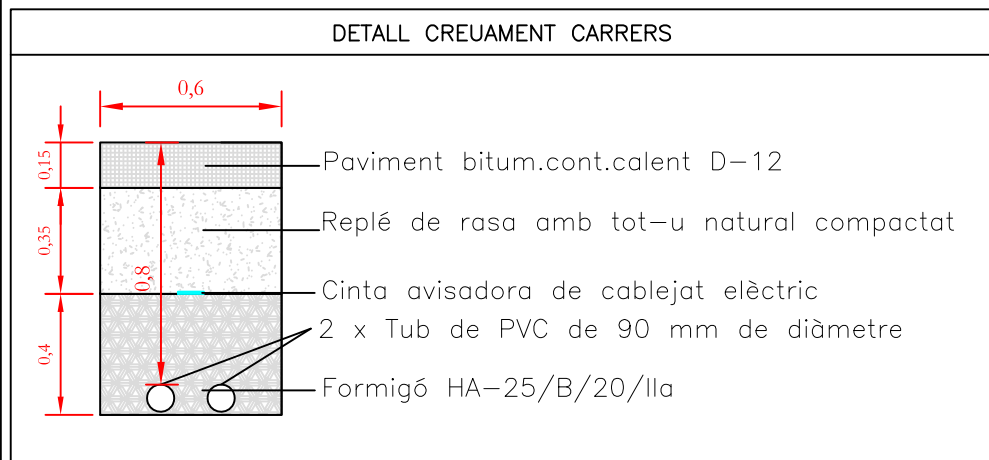 DETALL CREUAMENT CARRERS
0,6
0,15
Paviment bitum.cont.calent D-12
0,35
Replé de rasa amb tot-u natural compactat
0,8
Cinta avisadora de cablejat elèctric
2 x Tub de PVC de 90 mm de diàmetre
0,4
Formigó HA-25/B/20/IIa